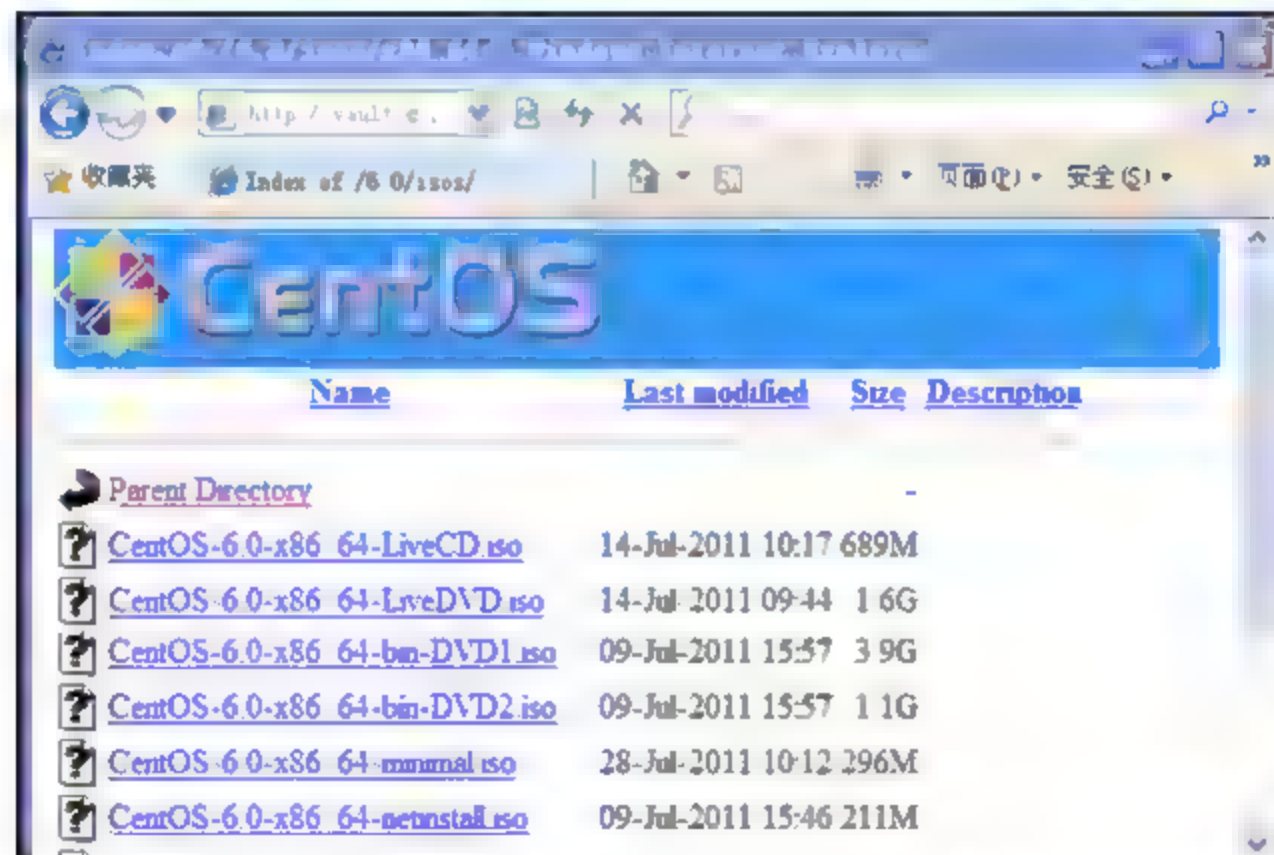 http / vault c.
收藏夹 Index of /6 0/isos/ 页面(P) 安全(S) »
CentOS
Name Last modified Size Description
Parent Directory -
CentOS-6.0-x86_64-LiveCD.iso 14-Jul-2011 10:17 689M
CentOS-6.0-x86_64-LiveDVD.iso 14-Jul-2011 09:44 1.6G
CentOS-6.0-x86_64-bin-DVD1.iso 09-Jul-2011 15:57 3.9G
CentOS-6.0-x86_64-bin-DVD2.iso 09-Jul-2011 15:57 1.1G
CentOS-6.0-x86_64-minimal.iso 28-Jul-2011 10:12 296M
CentOS-6.0-x86_64-netinstall.iso 09-Jul-2011 15:46 211M